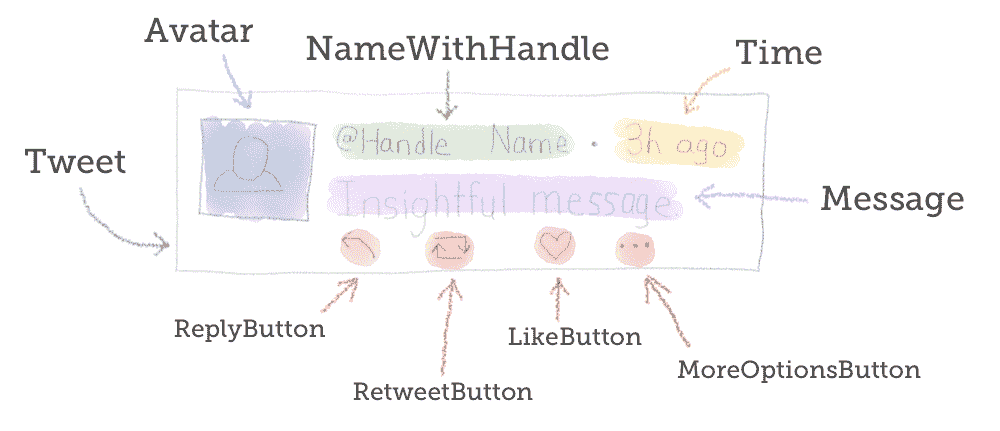 Avatar
NameWithHandle
Time
Tweet
@Handle Name · 3h ago
Insightful message
Message
ReplyButton
LikeButton
RetweetButton
MoreOptionsButton